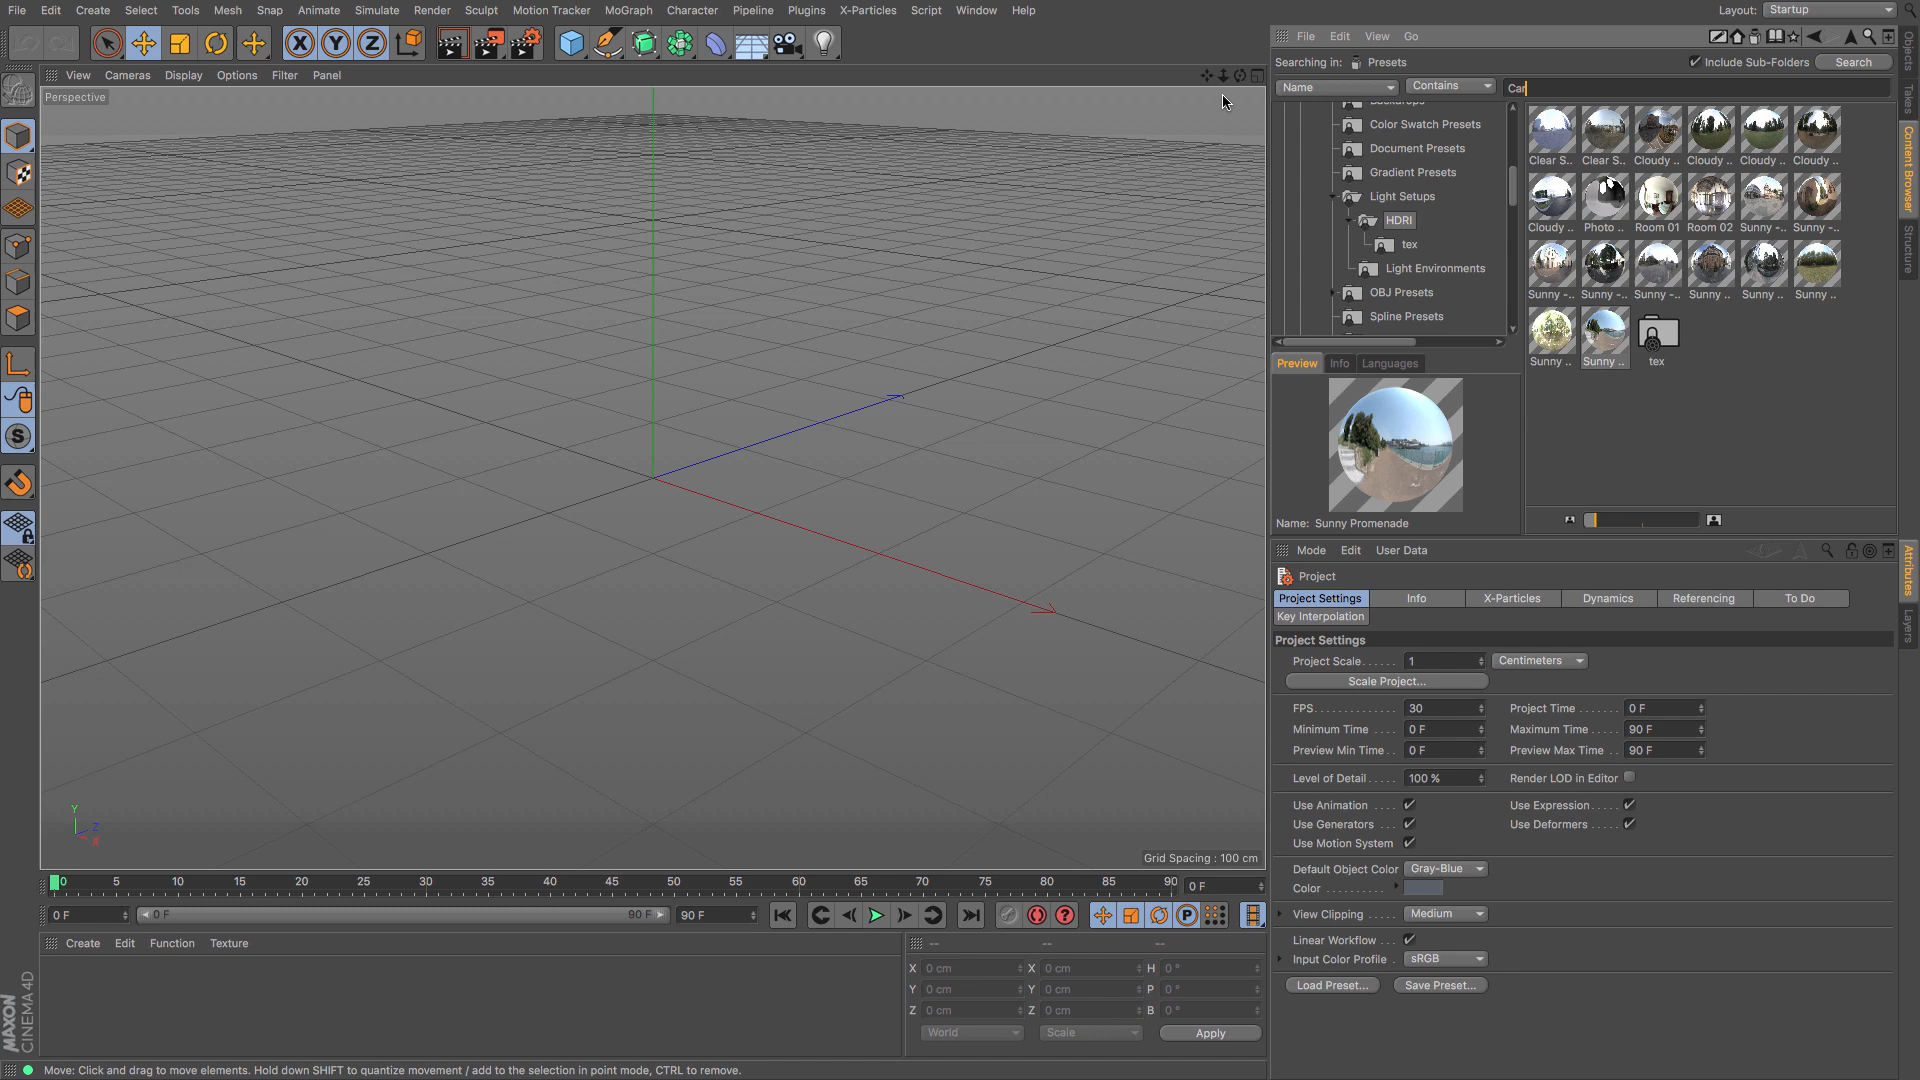 File Edit Create Select Tools Mesh Snap Animate Simulate Render Sculpt Motion Tracker MoGraph Character Pipeline Plugins X-Particles Script Window Help
Layout: Startup
File Edit View Go
Searching in: Presets
Include Sub-Folders
Search
Name
Contains
Car
View Cameras Display Options Filter Panel
Perspective
Color Swatch Presets
Document Presets
Gradient Presets
Light Setups
HDRI
tex
Light Environments
OBJ Presets
Spline Presets
Clear S.. Clear S.. Cloudy .. Cloudy .. Cloudy .. Cloudy ..
Cloudy .. Photo .. Room 01 Room 02 Sunny -.. Sunny -..
Sunny -.. Sunny -.. Sunny -.. Sunny .. Sunny .. Sunny ..
Sunny .. Sunny .. tex
Preview Info Languages
Name: Sunny Promenade
Objects
Takes
Content Browser
Structure
Attributes
Layers
Mode Edit User Data
Project
Project Settings Info X-Particles Dynamics Referencing To Do
Key Interpolation
Project Settings
Project Scale...... 1 Centimeters
Scale Project...
FPS.............. 30 Project Time ....... 0 F
Minimum Time .... 0 F Maximum Time ..... 90 F
Preview Min Time.. 0 F Preview Max Time .. 90 F
Level of Detail..... 100 % Render LOD in Editor
Use Animation .... Use Expression.....
Use Generators ... Use Deformers .....
Use Motion System
Default Object Color Gray-Blue
Color ..........
View Clipping ..... Medium
Linear Workflow ...
Input Color Profile . sRGB
Load Preset... Save Preset...
Y
Z
X
Grid Spacing : 100 cm
0 5 10 15 20 25 30 35 40 45 50 55 60 65 70 75 80 85 90
0 F
0 F
0 F
90 F
90 F
Create Edit Function Texture
-- -- --
X 0 cm X 0 cm H 0 °
Y 0 cm Y 0 cm P 0 °
Z 0 cm Z 0 cm B 0 °
World Scale Apply
MAXON
CINEMA 4D
Move: Click and drag to move elements. Hold down SHIFT to quantize movement / add to the selection in point mode, CTRL to remove.